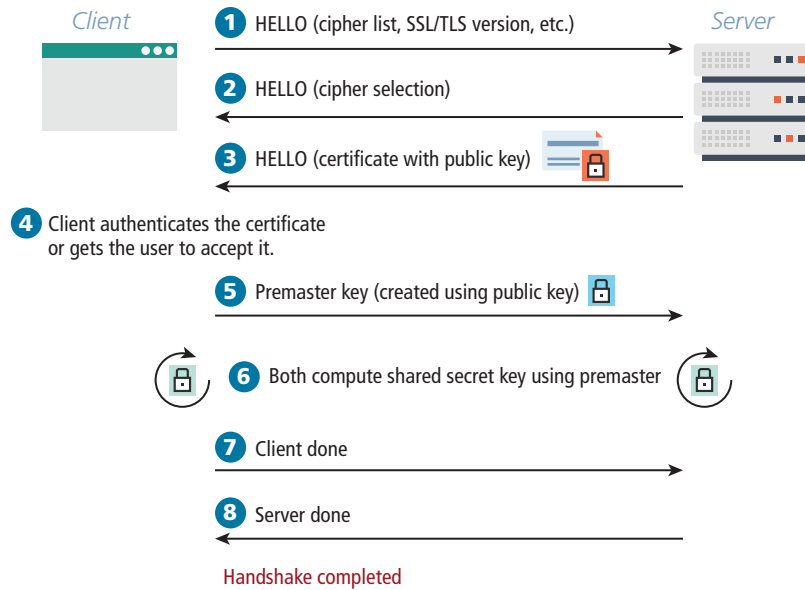 Client
Server
1 HELLO (cipher list, SSL/TLS version, etc.)
2 HELLO (cipher selection)
3 HELLO (certificate with public key)
4 Client authenticates the certificate
or gets the user to accept it.
5 Premaster key (created using public key)
6 Both compute shared secret key using premaster
7 Client done
8 Server done
Handshake completed